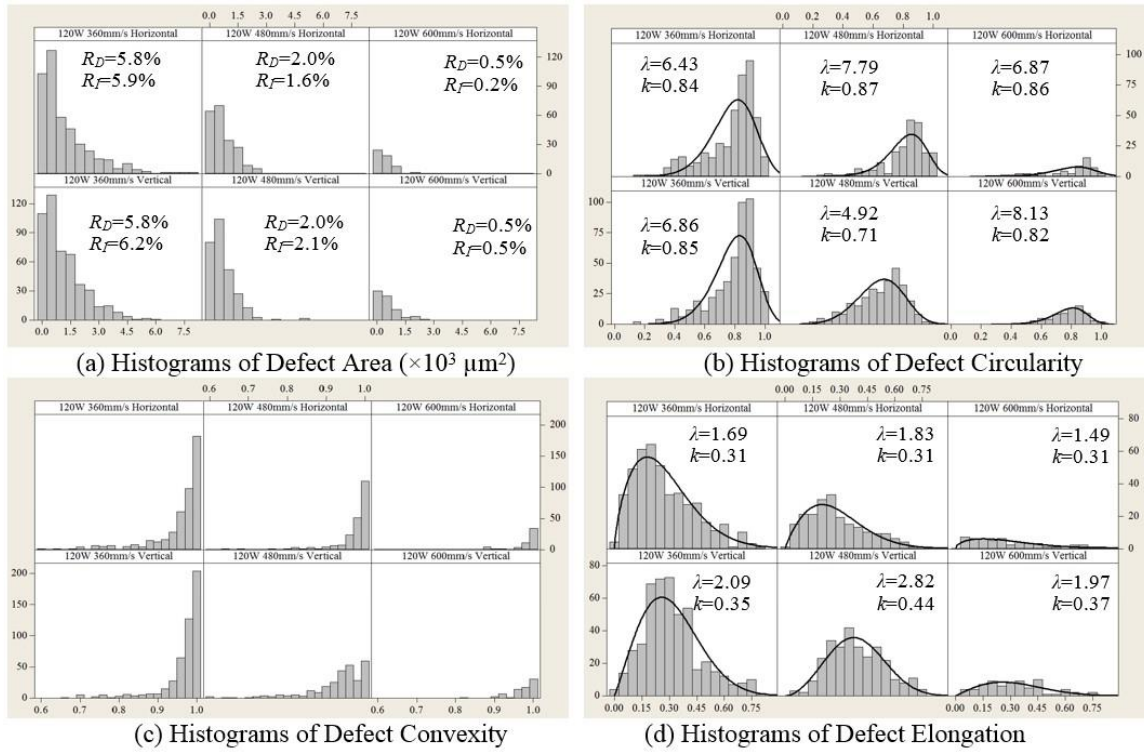 0.0 1.5 3.0 4.5 6.0 7.5
120W 360mm/s Horizontal 120W 480mm/s Horizontal 120W 600mm/s Horizontal
R_D=5.8% R_D=2.0% R_D=0.5%
R_I=5.9% R_I=1.6% R_I=0.2%
120
90
60
30
0
120W 360mm/s Vertical 120W 480mm/s Vertical 120W 600mm/s Vertical
R_D=5.8% R_D=2.0% R_D=0.5%
R_I=6.2% R_I=2.1% R_I=0.5%
120
90
60
30
0
0.0 1.5 3.0 4.5 6.0 7.5 0.0 1.5 3.0 4.5 6.0 7.5
(a) Histograms of Defect Area (×10³ µm²)
0.0 0.2 0.4 0.6 0.8 1.0
120W 360mm/s Horizontal 120W 480mm/s Horizontal 120W 600mm/s Horizontal
λ=6.43 λ=7.79 λ=6.87
k=0.84 k=0.87 k=0.86
100
75
50
25
0
120W 360mm/s Vertical 120W 480mm/s Vertical 120W 600mm/s Vertical
λ=6.86 λ=4.92 λ=8.13
k=0.85 k=0.71 k=0.82
100
75
50
25
0
0.0 0.2 0.4 0.6 0.8 1.0 0.0 0.2 0.4 0.6 0.8 1.0
(b) Histograms of Defect Circularity
0.6 0.7 0.8 0.9 1.0
120W 360mm/s Horizontal 120W 480mm/s Horizontal 120W 600mm/s Horizontal
200
150
100
50
0
120W 360mm/s Vertical 120W 480mm/s Vertical 120W 600mm/s Vertical
200
150
100
50
0
0.6 0.7 0.8 0.9 1.0 0.6 0.7 0.8 0.9 1.0
(c) Histograms of Defect Convexity
0.00 0.15 0.30 0.45 0.60 0.75
120W 360mm/s Horizontal 120W 480mm/s Horizontal 120W 600mm/s Horizontal
λ=1.69 λ=1.83 λ=1.49
k=0.31 k=0.31 k=0.31
80
60
40
20
0
120W 360mm/s Vertical 120W 480mm/s Vertical 120W 600mm/s Vertical
λ=2.09 λ=2.82 λ=1.97
k=0.35 k=0.44 k=0.37
80
60
40
20
0
0.00 0.15 0.30 0.45 0.60 0.75 0.00 0.15 0.30 0.45 0.60 0.75
(d) Histograms of Defect Elongation